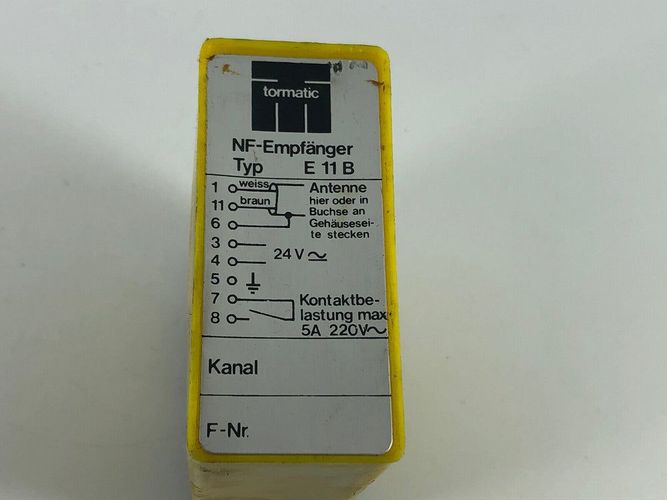 tormatic
NF-Empfänger
Typ E 11 B
1 weiss Antenne
11 braun hier oder in
Buchse an
6 Gehäusesei-
te stecken
3
24 V ≂
4
5
7 Kontaktbe-
lastung max
8 5A 220V~
Kanal
F-Nr.